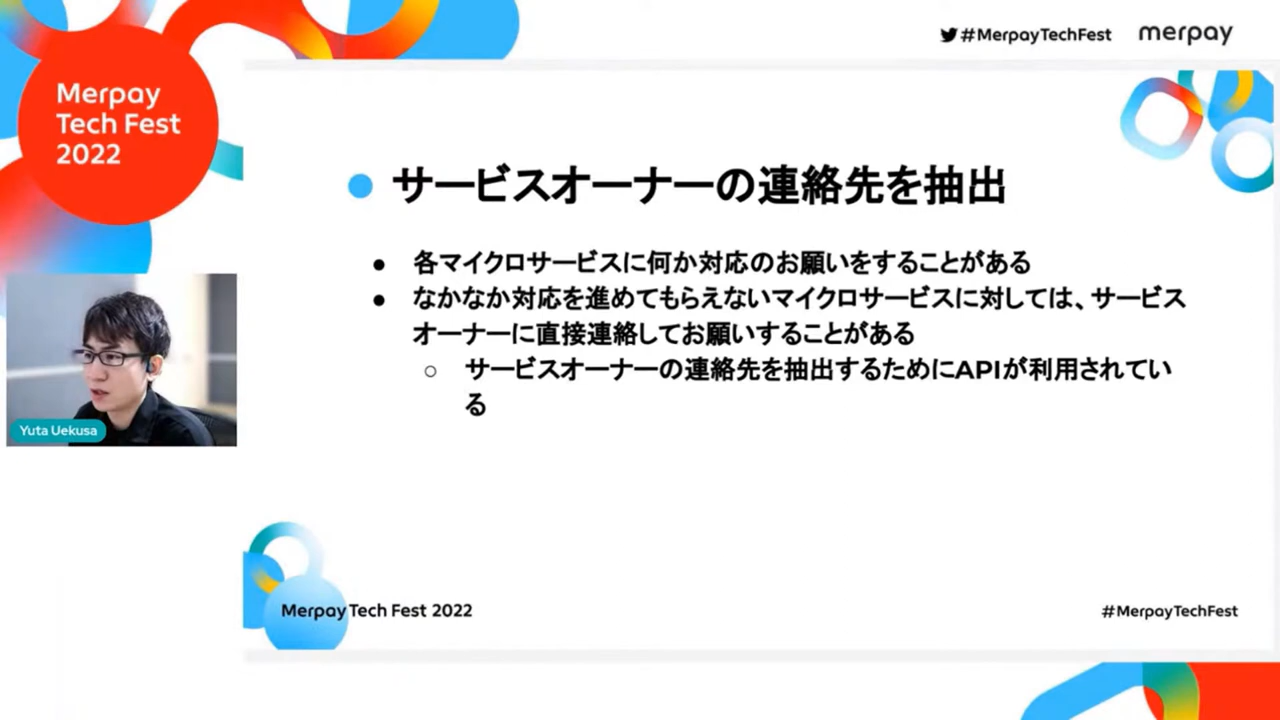 Merpay
Tech Fest
2022
#MerpayTechFest
merpay
サービスオーナーの連絡先を抽出
● 各マイクロサービスに何か対応のお願いをすることがある
● なかなか対応を進めてもらえないマイクロサービスに対しては、サービス
オーナーに直接連絡してお願いすることがある
○ サービスオーナーの連絡先を抽出するためにAPIが利用されてい
る
Yuta Uekusa
Merpay Tech Fest 2022
#MerpayTechFest